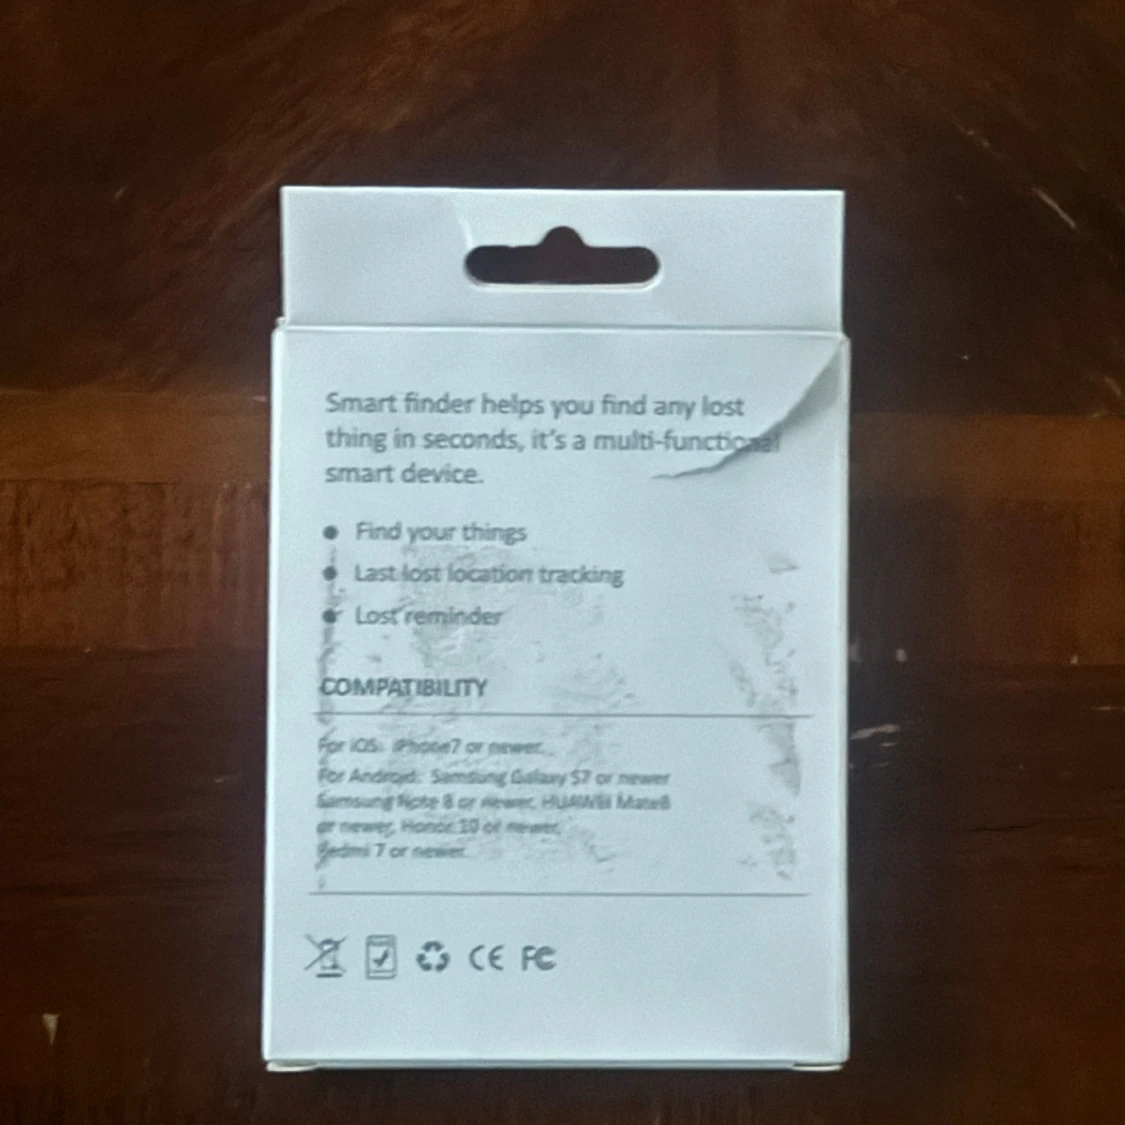 Smart finder helps you find any lost
thing in seconds, it's a multi-functional
smart device.
● Find your things
● Last lost location tracking
● Lost reminder
COMPATIBILITY
For iOS: iPhone7 or newer.
For Android: Samsung Galaxy S7 or newer
Samsung Note 8 or newer, HUAWEI Mate8
or newer, Honor 10 or newer,
Redmi 7 or newer.
CE FC